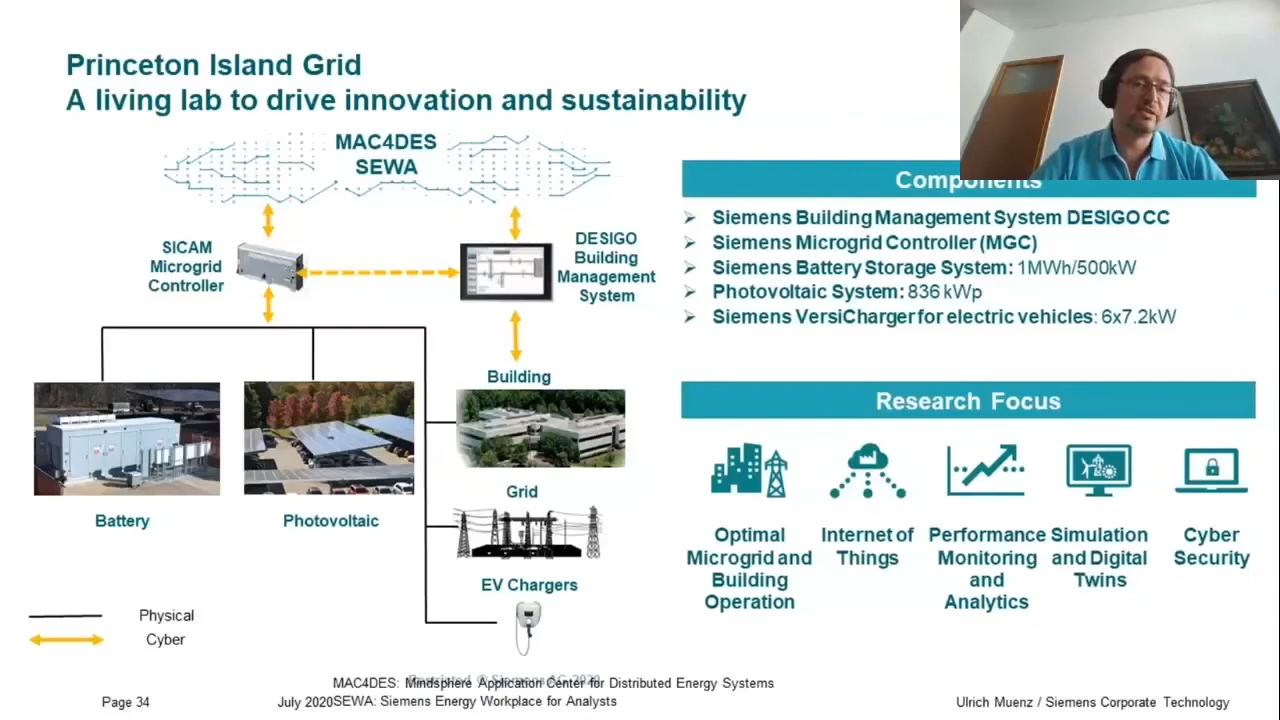 Princeton Island Grid
A living lab to drive innovation and sustainability
MAC4DES
SEWA
SICAM
Microgrid
Controller
DESIGO
Building
Management
System
Building
Battery
Photovoltaic
Grid
EV Chargers
Physical
Cyber
Components
Siemens Building Management System DESIGO CC
Siemens Microgrid Controller (MGC)
Siemens Battery Storage System: 1MWh/500kW
Photovoltaic System: 836 kWp
Siemens VersiCharger for electric vehicles: 6x7.2kW
Research Focus
Optimal
Microgrid and
Building
Operation
Internet of
Things
Performance
Monitoring
and
Analytics
Simulation
and Digital
Twins
Cyber
Security
Restricted © Siemens AG 2020
MAC4DES: Mindsphere Application Center for Distributed Energy Systems
SEWA: Siemens Energy Workplace for Analysts
Page 34
July 2020
Ulrich Muenz / Siemens Corporate Technology